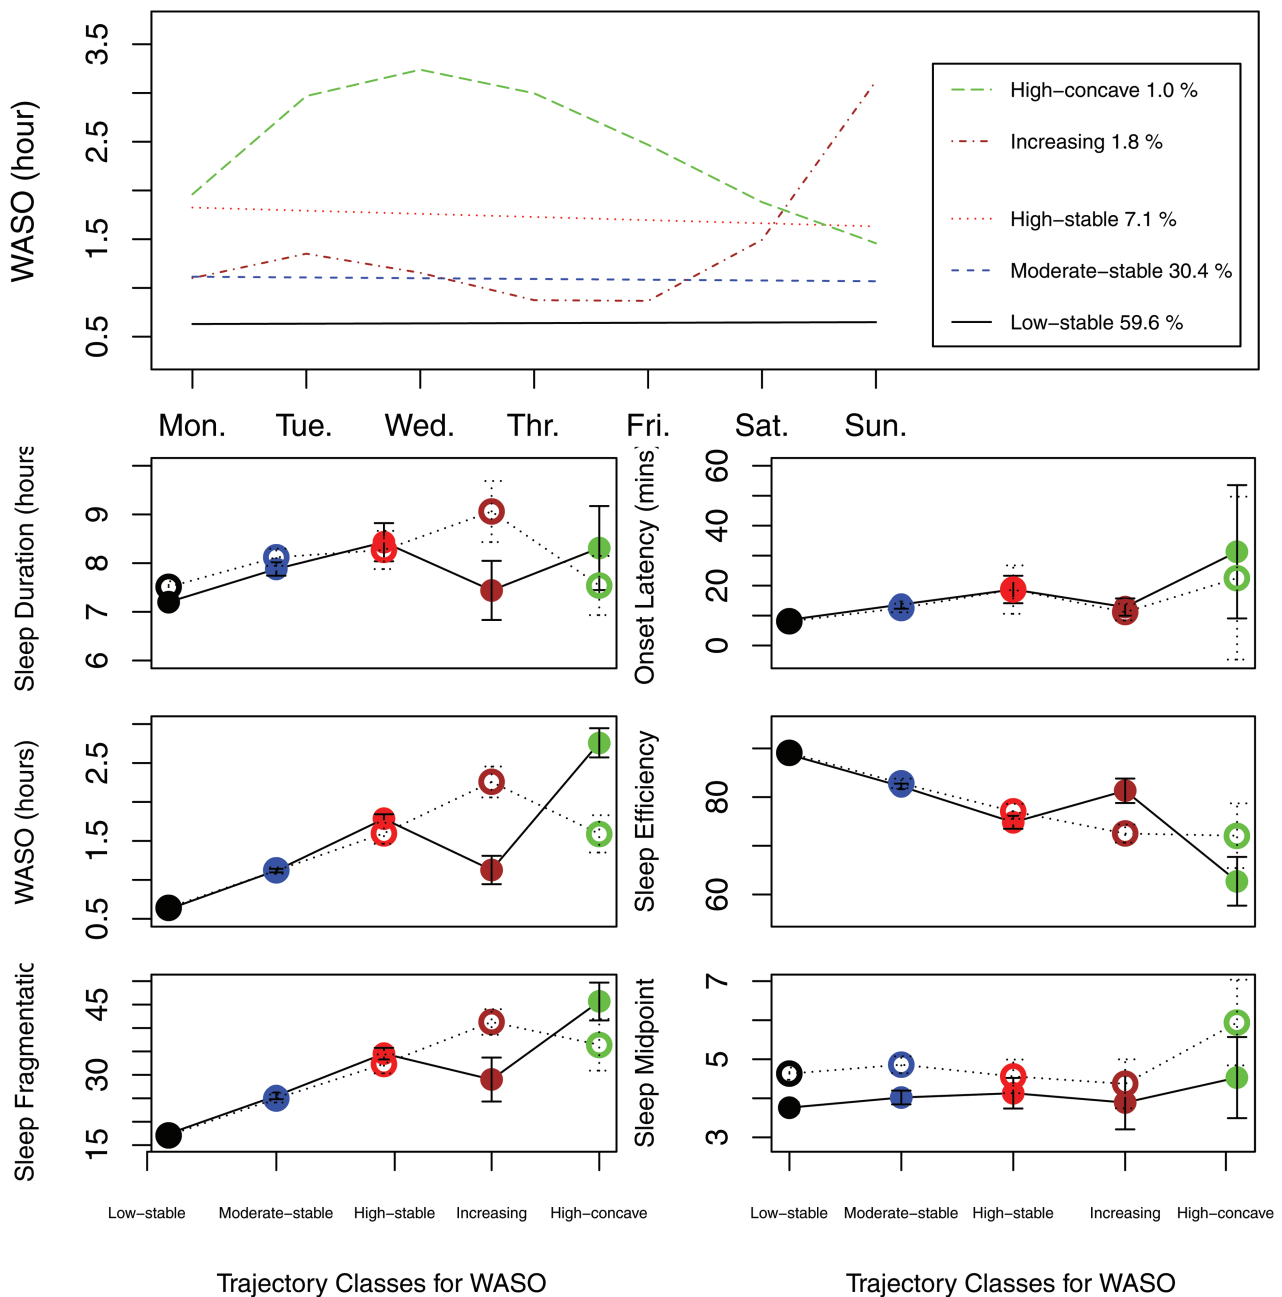 WASO (hour)
3.5
2.5
1.5
0.5
High–concave 1.0 %
Increasing 1.8 %
High–stable 7.1 %
Moderate–stable 30.4 %
Low–stable 59.6 %
Mon. Tue. Wed. Thr. Fri. Sat. Sun.
Sleep Duration (hours
9
8
7
6
Onset Latency (mins)
60
40
20
0
WASO (hours)
2.5
1.5
0.5
Sleep Efficiency
80
60
Sleep Fragmentatic
45
30
15
Sleep Midpoint
7
5
3
Low–stable Moderate–stable High–stable Increasing High–concave
Low–stable Moderate–stable High–stable Increasing High–concave
Trajectory Classes for WASO
Trajectory Classes for WASO